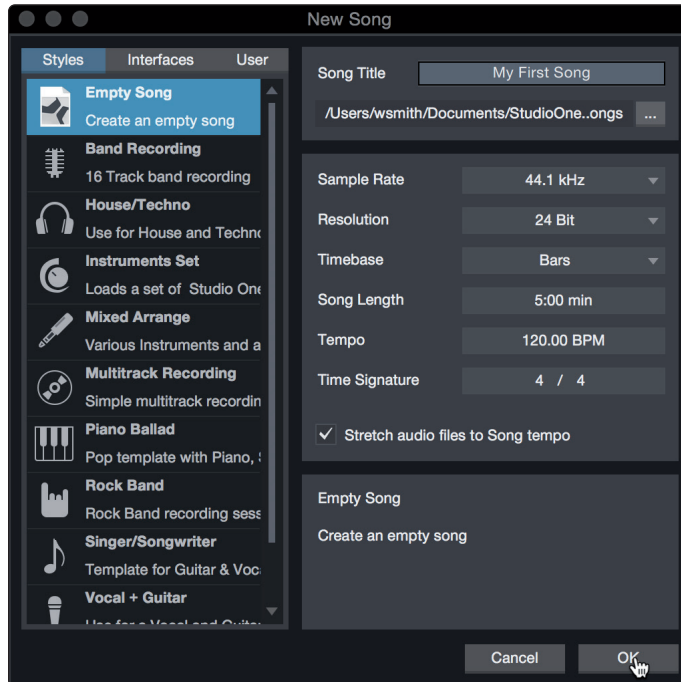 New Song
Styles Interfaces User
Empty Song
Create an empty song
Band Recording
16 Track band recording
House/Techno
Use for House and Techno
Instruments Set
Loads a set of Studio One
Mixed Arrange
Various Instruments and a
Multitrack Recording
Simple multitrack recordin
Piano Ballad
Pop template with Piano,
Rock Band
Rock Band recording sess
Singer/Songwriter
Template for Guitar & Voc
Vocal + Guitar
Use for a Vocal and Guita
Song Title My First Song
/Users/wsmith/Documents/StudioOne..ongs ...
Sample Rate 44.1 kHz
Resolution 24 Bit
Timebase Bars
Song Length 5:00 min
Tempo 120.00 BPM
Time Signature 4 / 4
Stretch audio files to Song tempo
Empty Song
Create an empty song
Cancel OK